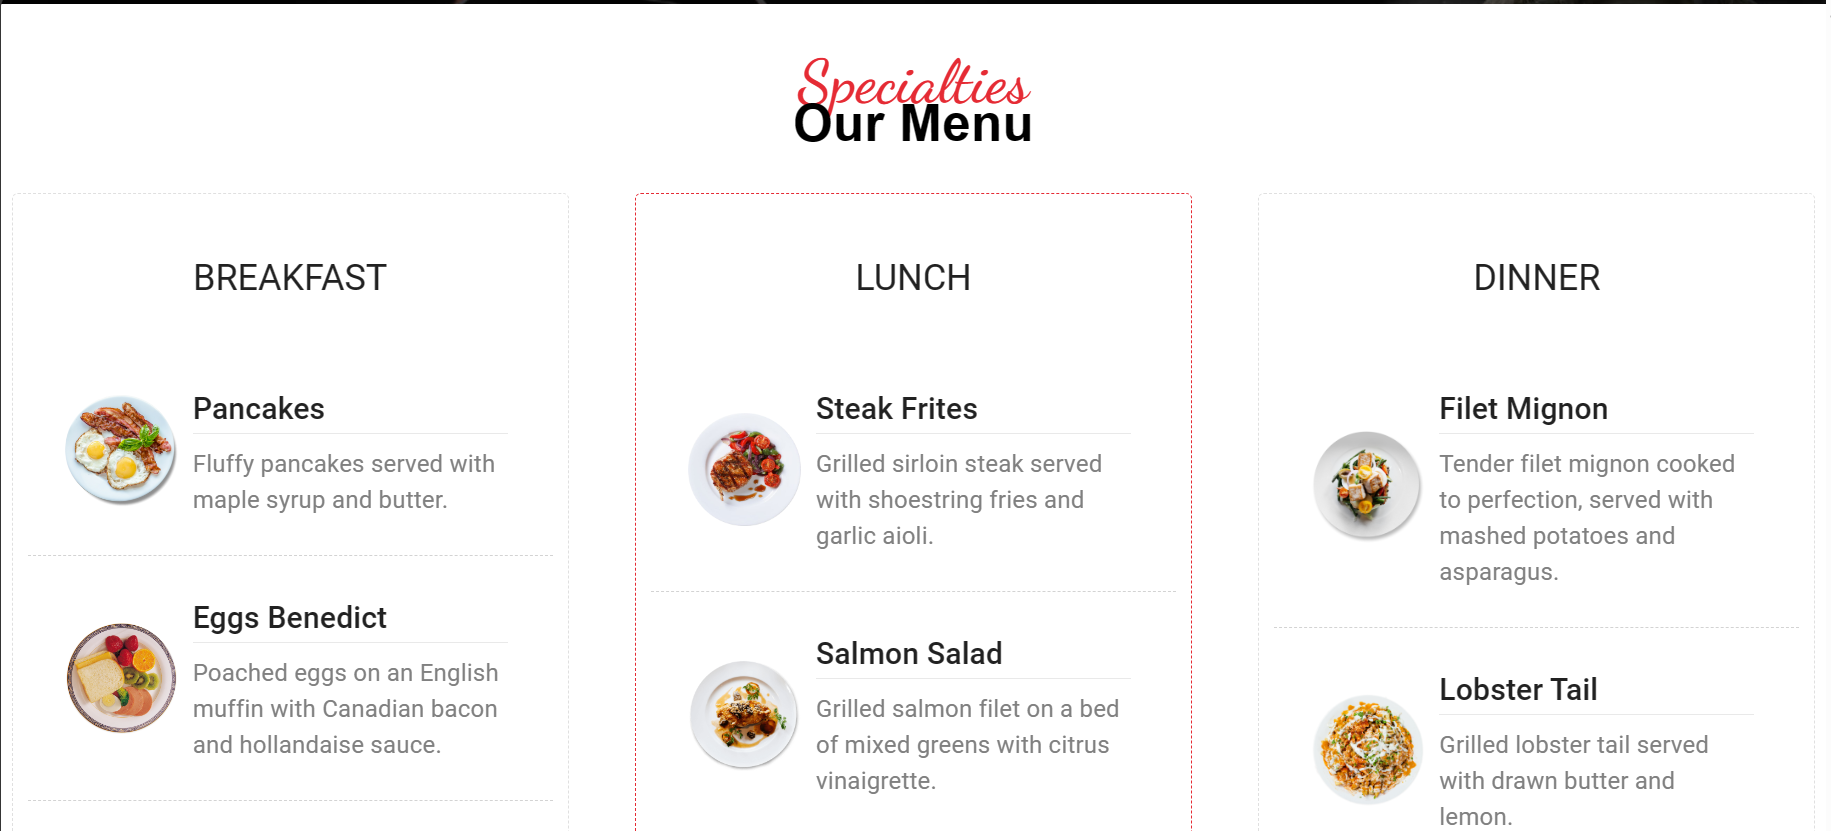 Specialties
Our Menu
BREAKFAST
Pancakes
Fluffy pancakes served with
maple syrup and butter.
Eggs Benedict
Poached eggs on an English
muffin with Canadian bacon
and hollandaise sauce.
LUNCH
Steak Frites
Grilled sirloin steak served
with shoestring fries and
garlic aioli.
Salmon Salad
Grilled salmon filet on a bed
of mixed greens with citrus
vinaigrette.
DINNER
Filet Mignon
Tender filet mignon cooked
to perfection, served with
mashed potatoes and
asparagus.
Lobster Tail
Grilled lobster tail served
with drawn butter and
lemon.